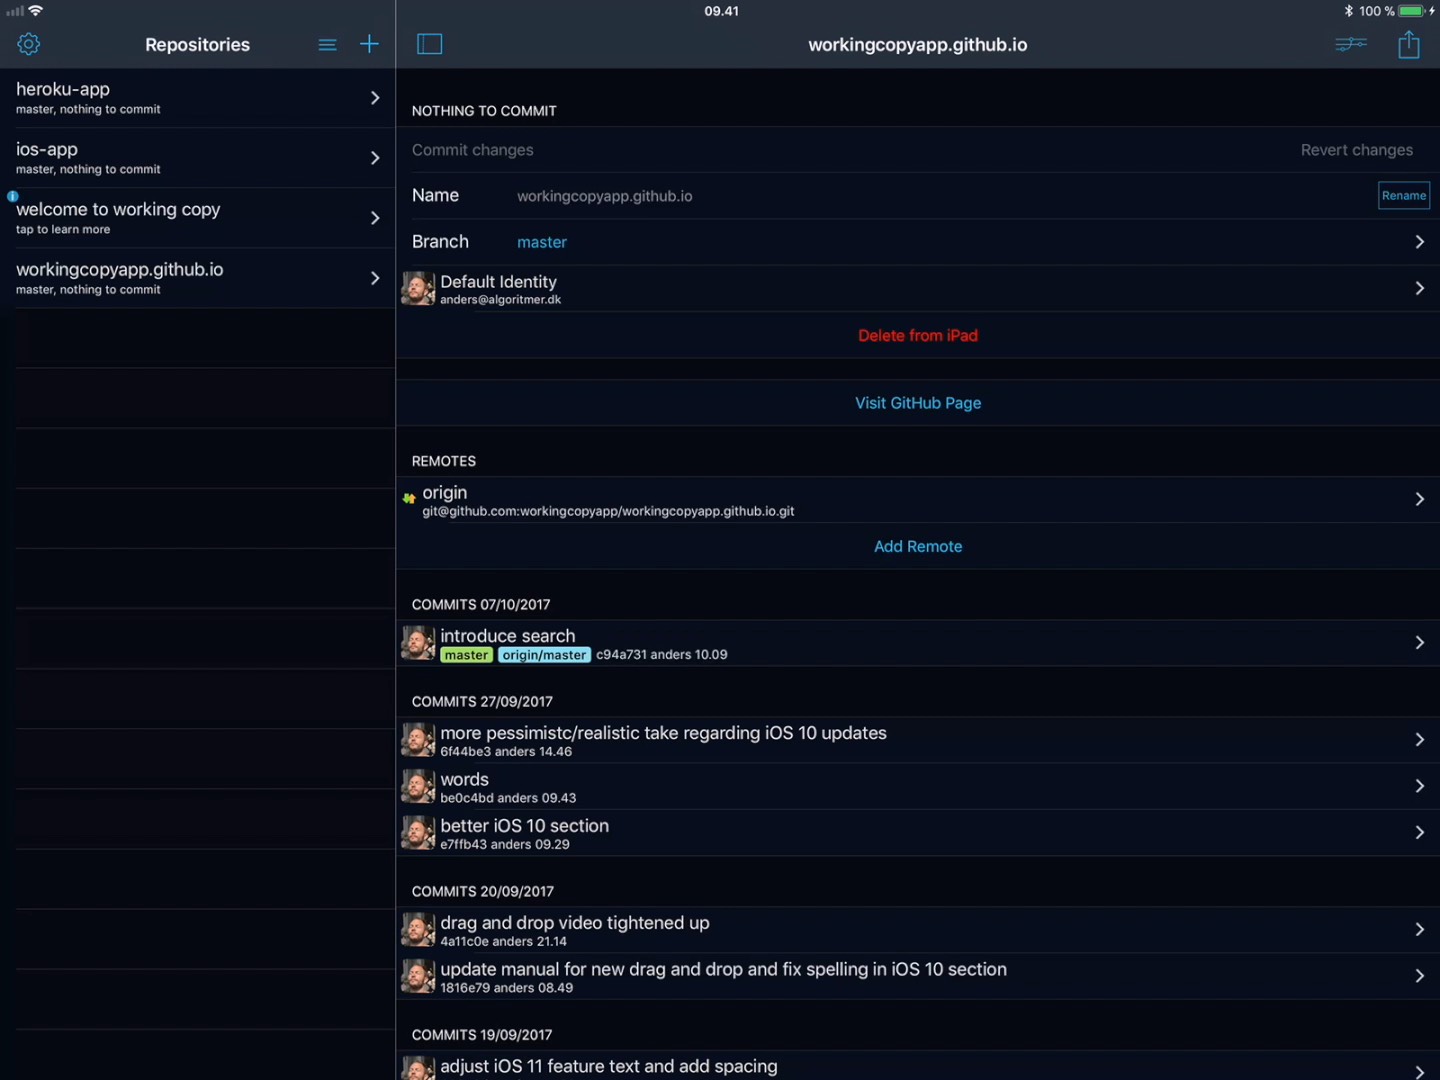 09.41
100 %
Repositories
workingcopyapp.github.io
heroku-app
master, nothing to commit
ios-app
master, nothing to commit
i
welcome to working copy
tap to learn more
workingcopyapp.github.io
master, nothing to commit
NOTHING TO COMMIT
Commit changes
Revert changes
Name workingcopyapp.github.io
Rename
Branch master
Default Identity
anders@algoritmer.dk
Delete from iPad
Visit GitHub Page
REMOTES
origin
git@github.com:workingcopyapp/workingcopyapp.github.io.git
Add Remote
COMMITS 07/10/2017
introduce search
master origin/master c94a731 anders 10.09
COMMITS 27/09/2017
more pessimistc/realistic take regarding iOS 10 updates
6f44be3 anders 14.46
words
be0c4bd anders 09.43
better iOS 10 section
e7ffb43 anders 09.29
COMMITS 20/09/2017
drag and drop video tightened up
4a11c0e anders 21.14
update manual for new drag and drop and fix spelling in iOS 10 section
1816e79 anders 08.49
COMMITS 19/09/2017
adjust iOS 11 feature text and add spacing